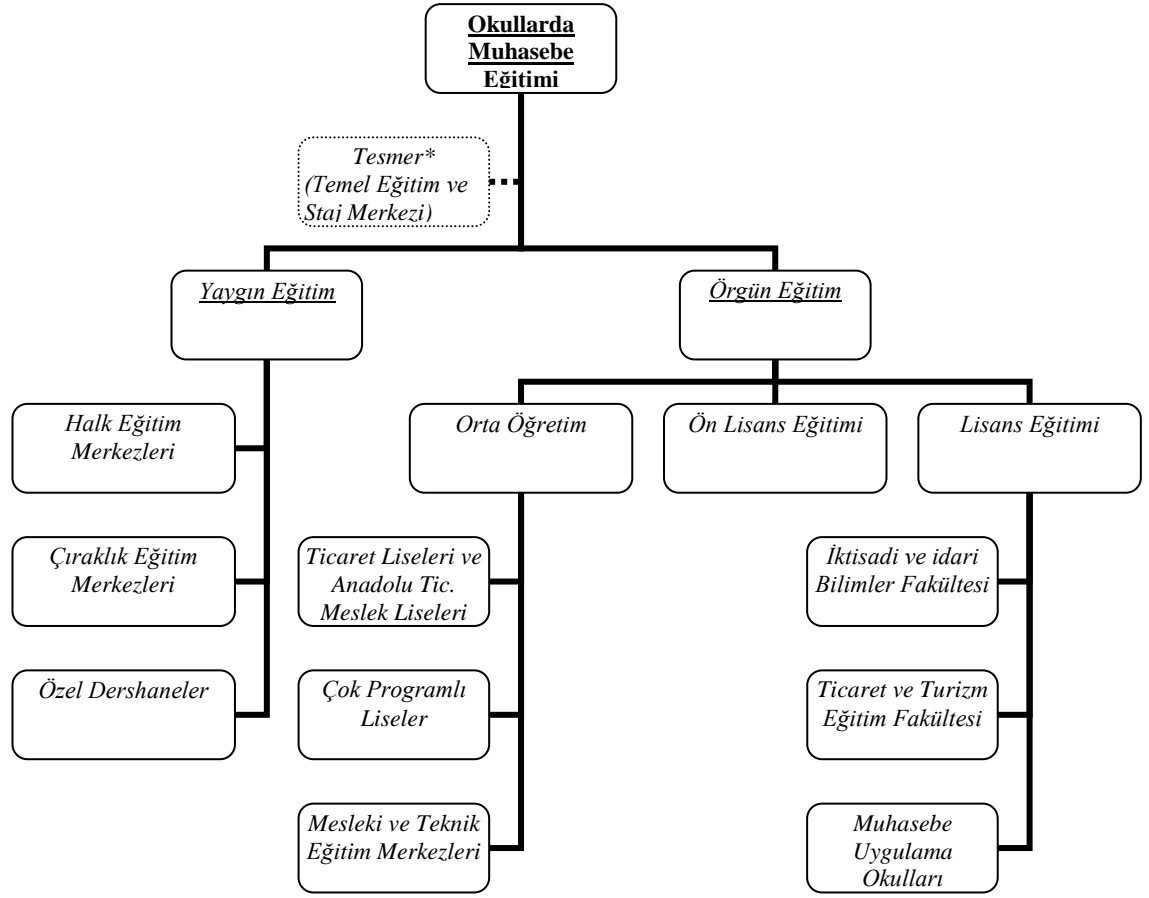 Okullarda
Muhasebe
Eğitimi
Tesmer*
(Temel Eğitim ve
Staj Merkezi)
Yaygın Eğitim
Örgün Eğitim
Halk Eğitim
Merkezleri
Orta Öğretim
Ön Lisans Eğitimi
Lisans Eğitimi
Çıraklık Eğitim
Merkezleri
Ticaret Liseleri ve
Anadolu Tic.
Meslek Liseleri
İktisadi ve idari
Bilimler Fakültesi
Özel Dershaneler
Çok Programlı
Liseler
Ticaret ve Turizm
Eğitim Fakültesi
Mesleki ve Teknik
Eğitim Merkezleri
Muhasebe
Uygulama
Okulları